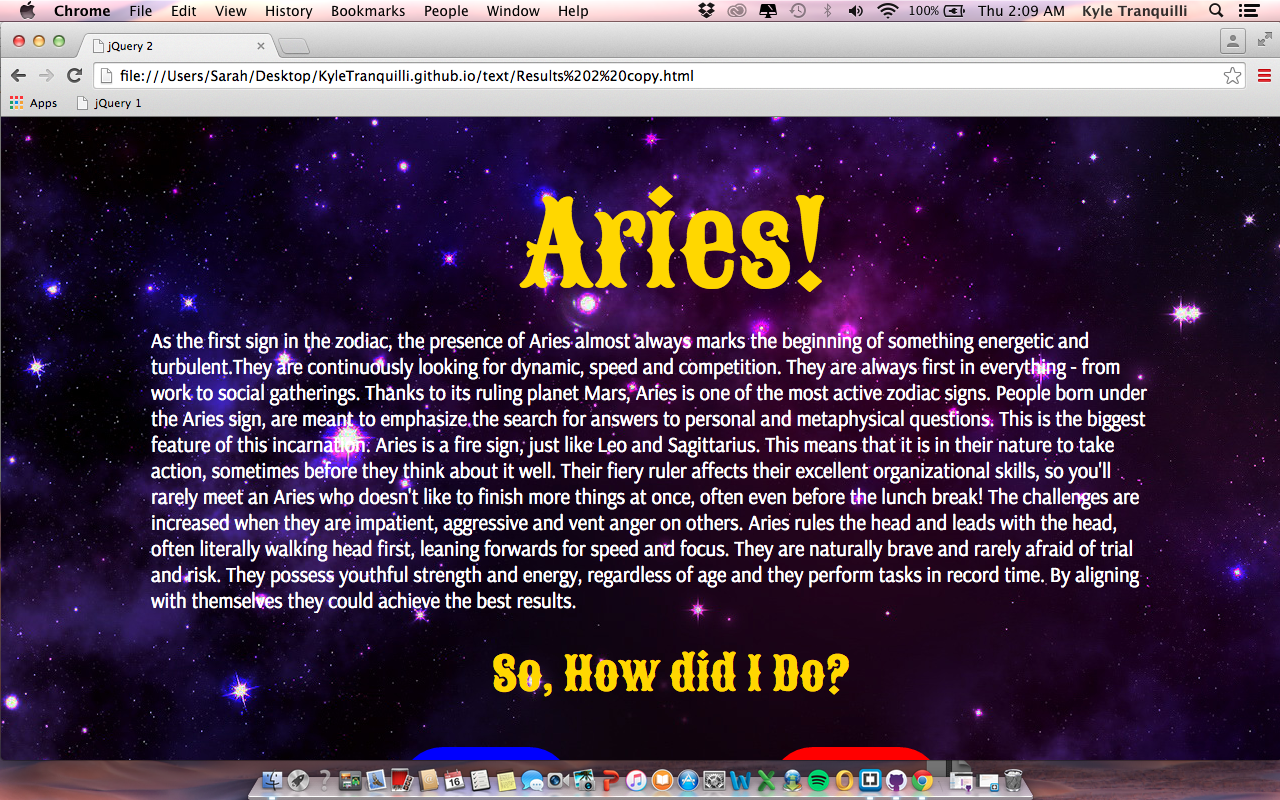 Chrome File Edit View History Bookmarks People Window Help 100% Thu 2:09 AM Kyle Tranquilli
jQuery 2
file:///Users/Sarah/Desktop/KyleTranquilli.github.io/text/Results%202%20copy.html
Apps jQuery 1
Aries!
As the first sign in the zodiac, the presence of Aries almost always marks the beginning of something energetic and
turbulent.They are continuously looking for dynamic, speed and competition. They are always first in everything - from
work to social gatherings. Thanks to its ruling planet Mars, Aries is one of the most active zodiac signs. People born under
the Aries sign, are meant to emphasize the search for answers to personal and metaphysical questions. This is the biggest
feature of this incarnation. Aries is a fire sign, just like Leo and Sagittarius. This means that it is in their nature to take
action, sometimes before they think about it well. Their fiery ruler affects their excellent organizational skills, so you'll
rarely meet an Aries who doesn't like to finish more things at once, often even before the lunch break! The challenges are
increased when they are impatient, aggressive and vent anger on others. Aries rules the head and leads with the head,
often literally walking head first, leaning forwards for speed and focus. They are naturally brave and rarely afraid of trial
and risk. They possess youthful strength and energy, regardless of age and they perform tasks in record time. By aligning
with themselves they could achieve the best results.
So, How did I Do?
16